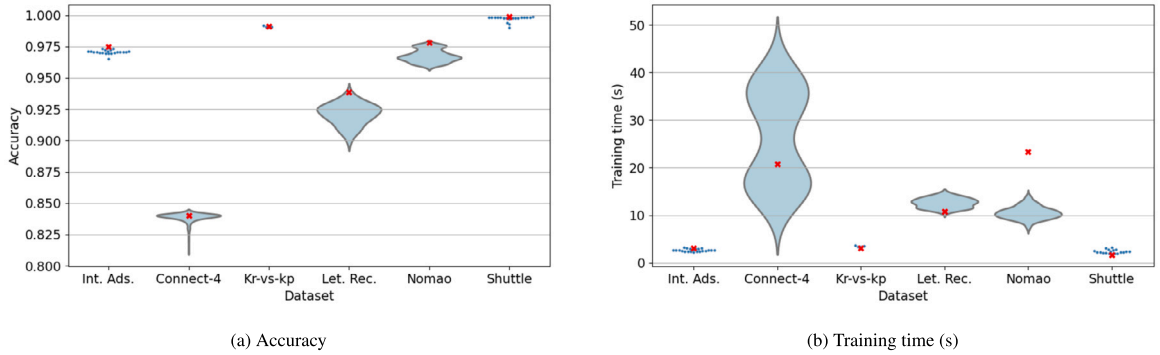 1.000
0.975
0.950
0.925
0.900
0.875
0.850
0.825
0.800
Accuracy
Int. Ads.
Connect-4
Kr-vs-kp
Let. Rec.
Nomao
Shuttle
Dataset
(a) Accuracy
50
40
30
20
10
0
Training time (s)
Int. Ads.
Connect-4
Kr-vs-kp
Let. Rec.
Nomao
Shuttle
Dataset
(b) Training time (s)